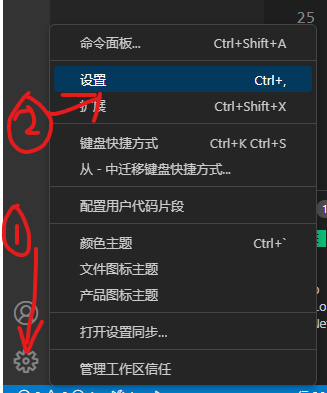 25
命令面板... Ctrl+Shift+A
设置 Ctrl+,
扩展 Ctrl+Shift+X
②
键盘快捷方式 Ctrl+K Ctrl+S
从 - 中迁移键盘快捷方式...
配置用户代码片段
①
颜色主题 Ctrl+`
文件图标主题
产品图标主题
打开设置同步...
管理工作区信任